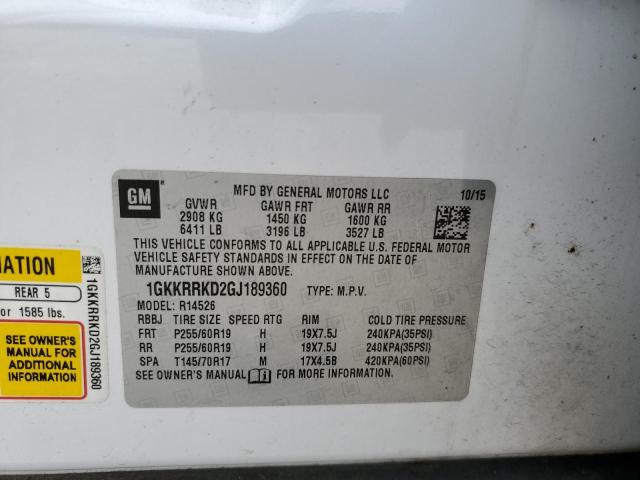 GM
MFD BY GENERAL MOTORS LLC
10/15
GVWR GAWR FRT GAWR RR
2908 KG 1450 KG 1600 KG
6411 LB 3196 LB 3527 LB
THIS VEHICLE CONFORMS TO ALL APPLICABLE U.S. FEDERAL MOTOR
VEHICLE SAFETY STANDARDS IN EFFECT ON THE DATE OF
MANUFACTURE SHOWN ABOVE.
1GKKRRKD2GJ189360 TYPE: M.P.V.
MODEL: R14526
RBBJ TIRE SIZE SPEED RTG RIM COLD TIRE PRESSURE
FRT P255/60R19 H 19X7.5J 240KPA(35PSI)
RR P255/60R19 H 19X7.5J 240KPA(35PSI)
SPA T145/70R17 M 17X4.5B 420KPA(60PSI)
SEE OWNER'S MANUAL FOR MORE INFORMATION.
MATION
REAR 5
or 1585 lbs.
SEE OWNER'S
MANUAL FOR
ADDITIONAL
INFORMATION
1GKKRRKD2GJ189360